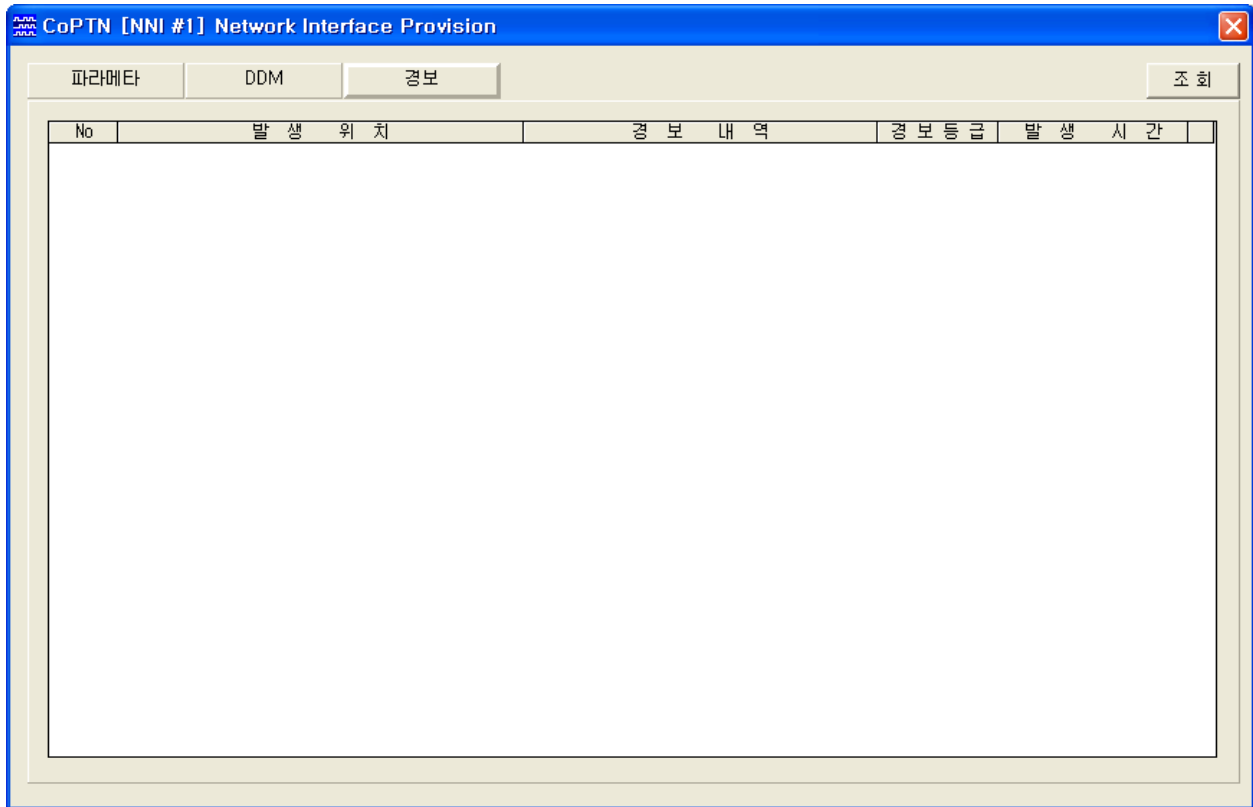 CoPTN [NNI #1] Network Interface Provision
파라메타 DDM 경보 조 회
No 발 생 위 치 경 보 내 역 경 보 등 급 발 생 시 간